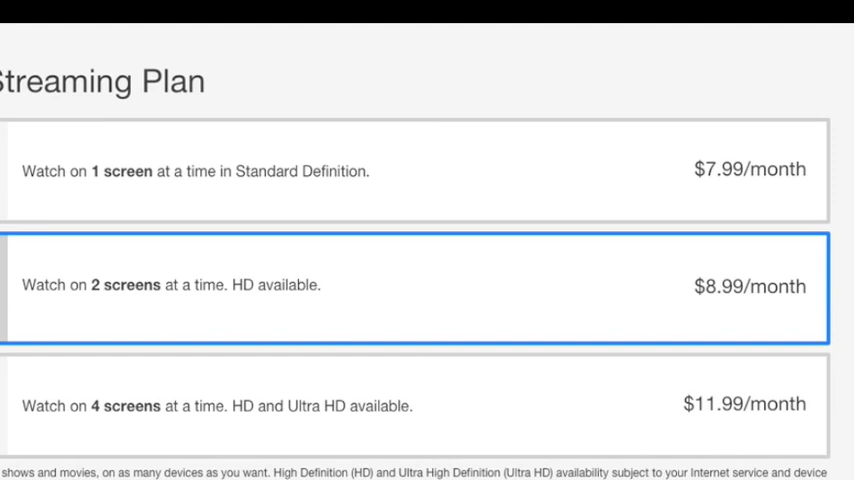 Streaming Plan
Watch on 1 screen at a time in Standard Definition.
$7.99/month
Watch on 2 screens at a time. HD available.
$8.99/month
Watch on 4 screens at a time. HD and Ultra HD available.
$11.99/month
shows and movies, on as many devices as you want. High Definition (HD) and Ultra High Definition (Ultra HD) availability subject to your Internet service and device